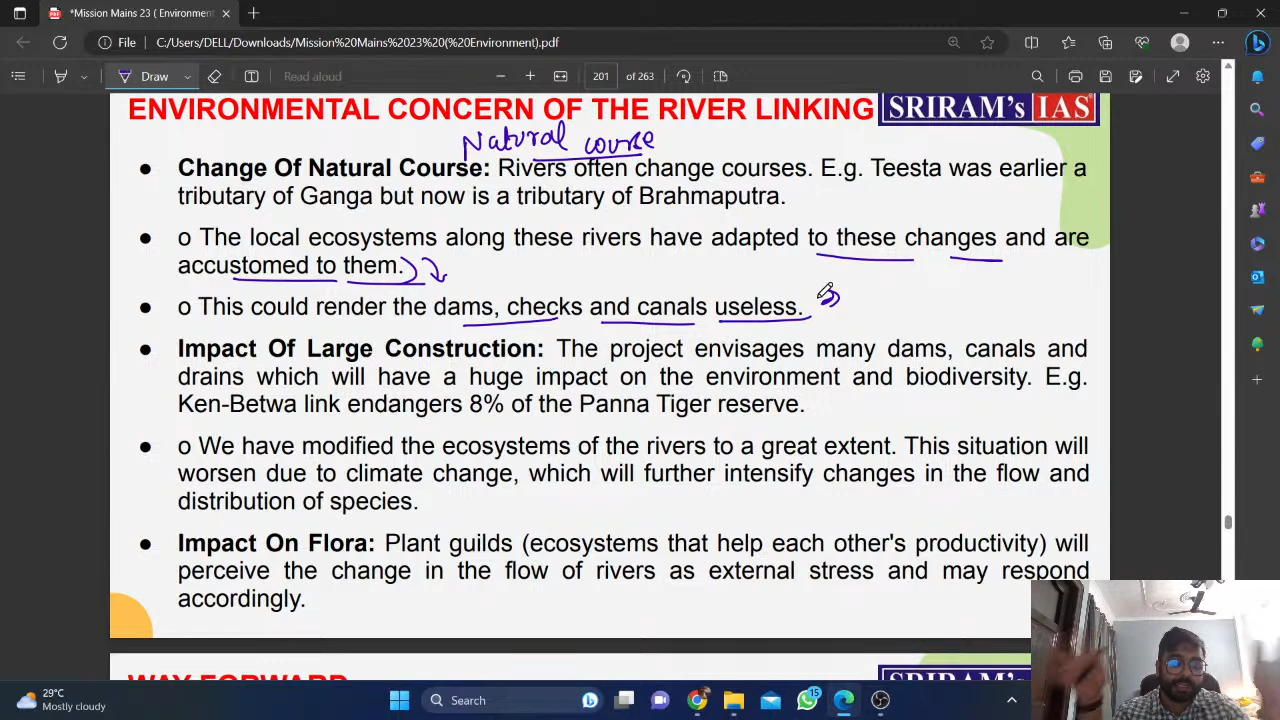 *Mission Mains 23 ( Environment
File
C:/Users/DELL/Downloads/Mission%20Mains%2023%20(%20Environment).pdf
Draw
Read aloud
201 of 263
ENVIRONMENTAL CONCERN OF THE RIVER LINKING
SRIRAM's IAS
Natural course
● Change Of Natural Course: Rivers often change courses. E.g. Teesta was earlier a
tributary of Ganga but now is a tributary of Brahmaputra.
● o The local ecosystems along these rivers have adapted to these changes and are
accustomed to them.
● o This could render the dams, checks and canals useless.
● Impact Of Large Construction: The project envisages many dams, canals and
drains which will have a huge impact on the environment and biodiversity. E.g.
Ken-Betwa link endangers 8% of the Panna Tiger reserve.
● o We have modified the ecosystems of the rivers to a great extent. This situation will
worsen due to climate change, which will further intensify changes in the flow and
distribution of species.
● Impact On Flora: Plant guilds (ecosystems that help each other's productivity) will
perceive the change in the flow of rivers as external stress and may respond
accordingly.
WAY FORWARD
SRIRAM's IAS
29°C
Mostly cloudy
Search
15